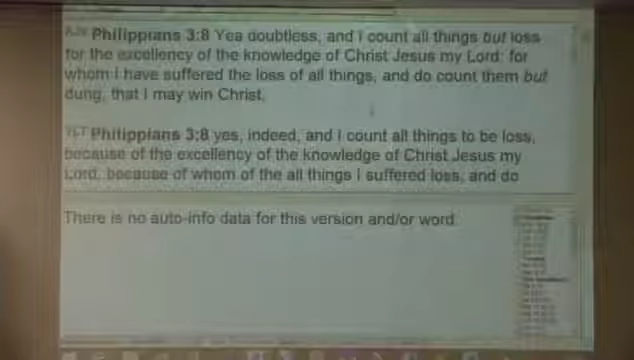 KJV Philippians 3:8 Yea doubtless, and I count all things but loss
for the excellency of the knowledge of Christ Jesus my Lord: for
whom I have suffered the loss of all things, and do count them but
dung, that I may win Christ,
YLT Philippians 3:8 yes, indeed, and I count all things to be loss,
because of the excellency of the knowledge of Christ Jesus my
Lord, because of whom of the all things I suffered loss, and do
There is no auto-info data for this version and/or word.